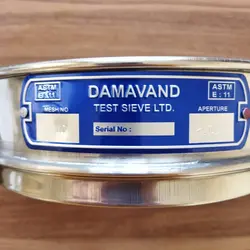 ASTM
E:11
DAMAVAND
TEST SIEVE LTD.
ASTM
E:11
MESH NO
APERTURE
Serial No :